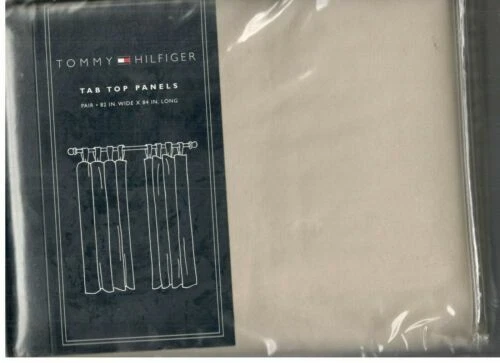 TOMMY HILFIGER
TAB TOP PANELS
PAIR • 82 IN. WIDE X 84 IN. LONG